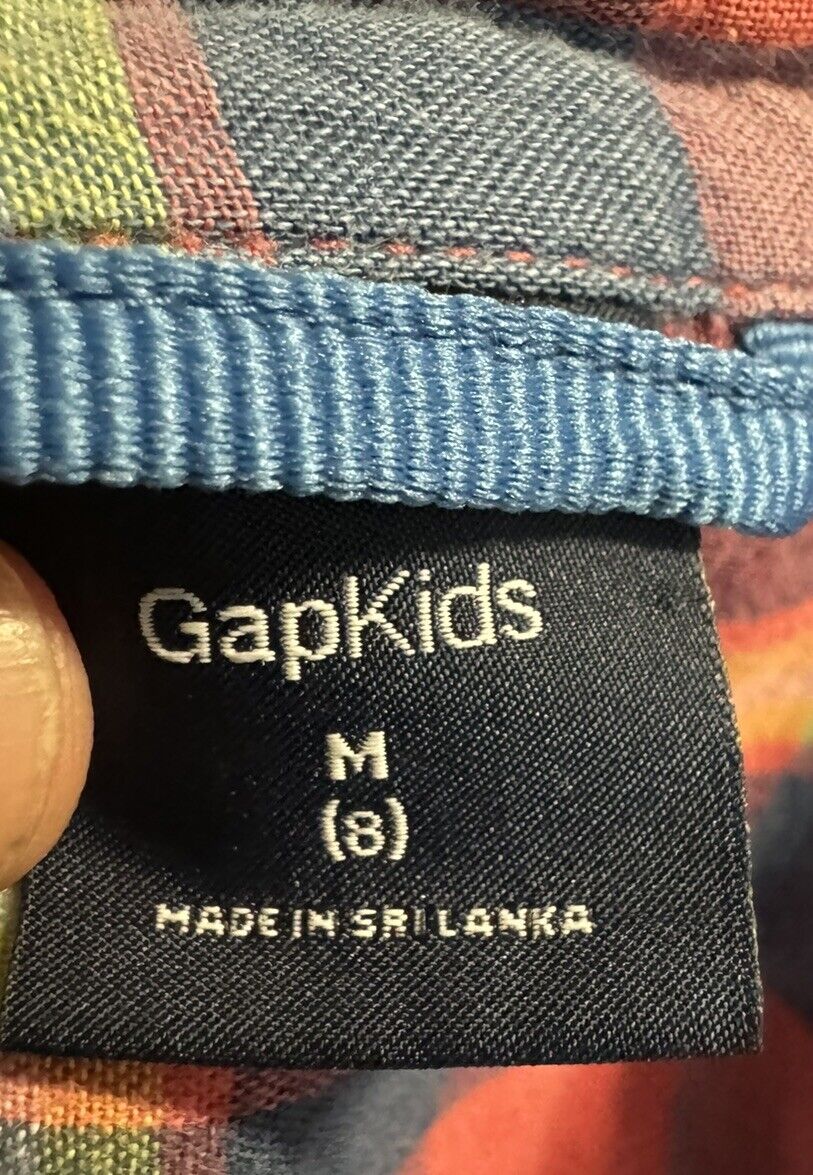 GapKids
M
(8)
MADE IN SRI LANKA